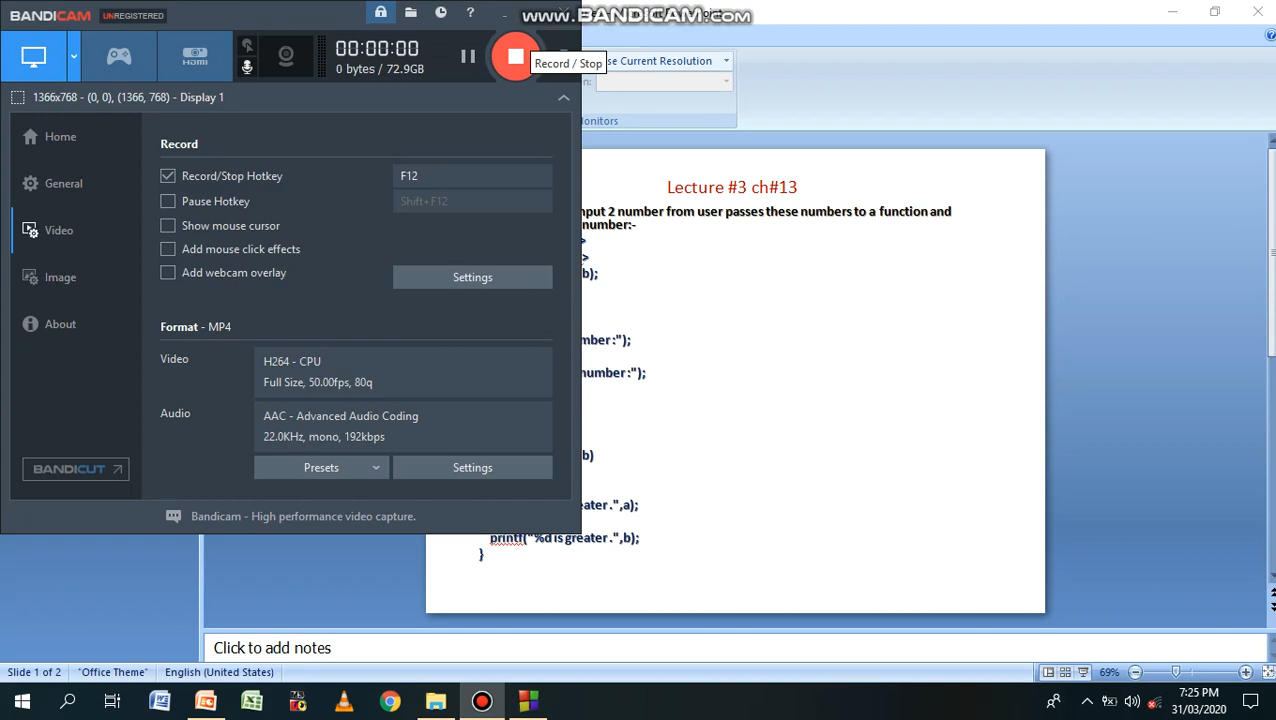 BANDICAM UNREGISTERED
www.BANDICAM.com
00:00:00
0 bytes / 72.9GB
HDMI
Record / Stop
se Current Resolution
n:
onitors
1366x768 - (0, 0), (1366, 768) - Display 1
Home
General
Video
Image
About
BANDICUT
Record
Record/Stop Hotkey
F12
Pause Hotkey
Shift+F12
Show mouse cursor
Add mouse click effects
Add webcam overlay
Settings
Format - MP4
Video
H264 - CPU
Full Size, 50.00fps, 80q
Audio
AAC - Advanced Audio Coding
22.0KHz, mono, 192kbps
Presets
Settings
Bandicam - High performance video capture.
Lecture #3 ch#13
nput 2 number from user passes these numbers to a function and
number:-
>
>
b);
mber:");
number:");
b)
eater.",a);
printf("%d is greater.",b);
}
Click to add notes
Slide 1 of 2
"Office Theme"
English (United States)
69%
7:25 PM
31/03/2020